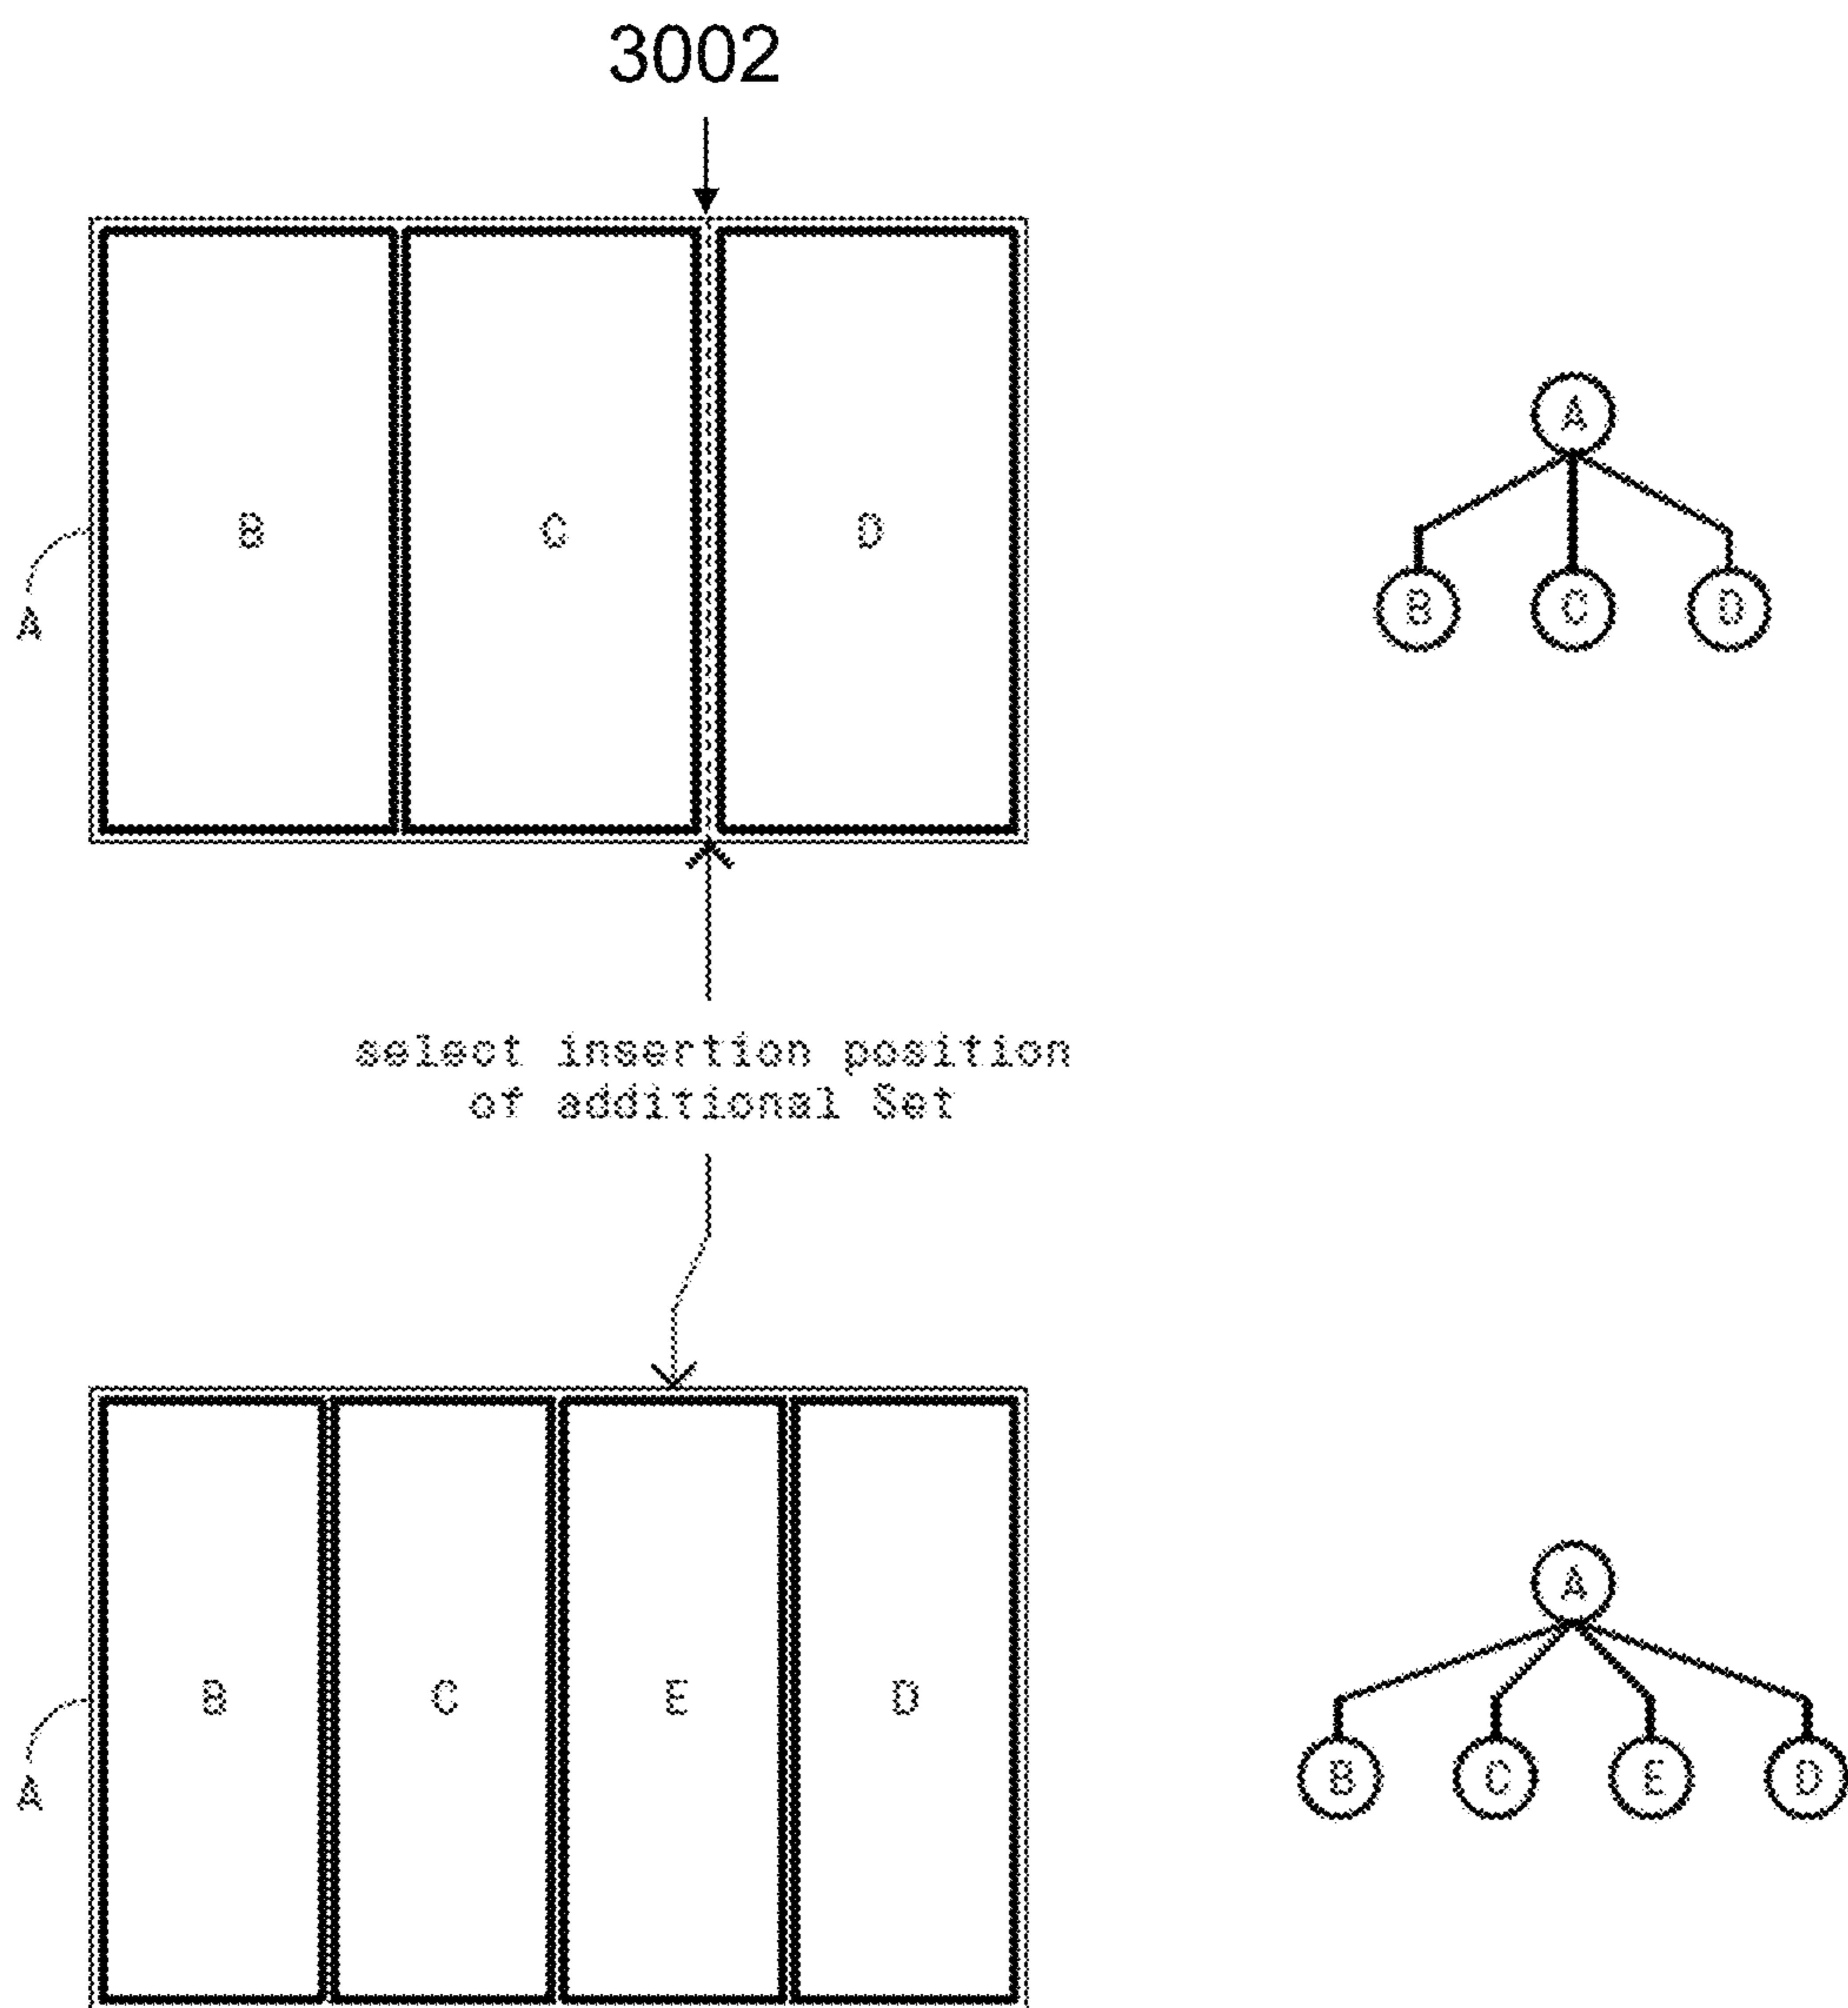 3002
B C D
A
A
B C D
select insertion position
of additional Set
B C E D
A
A
B C E D